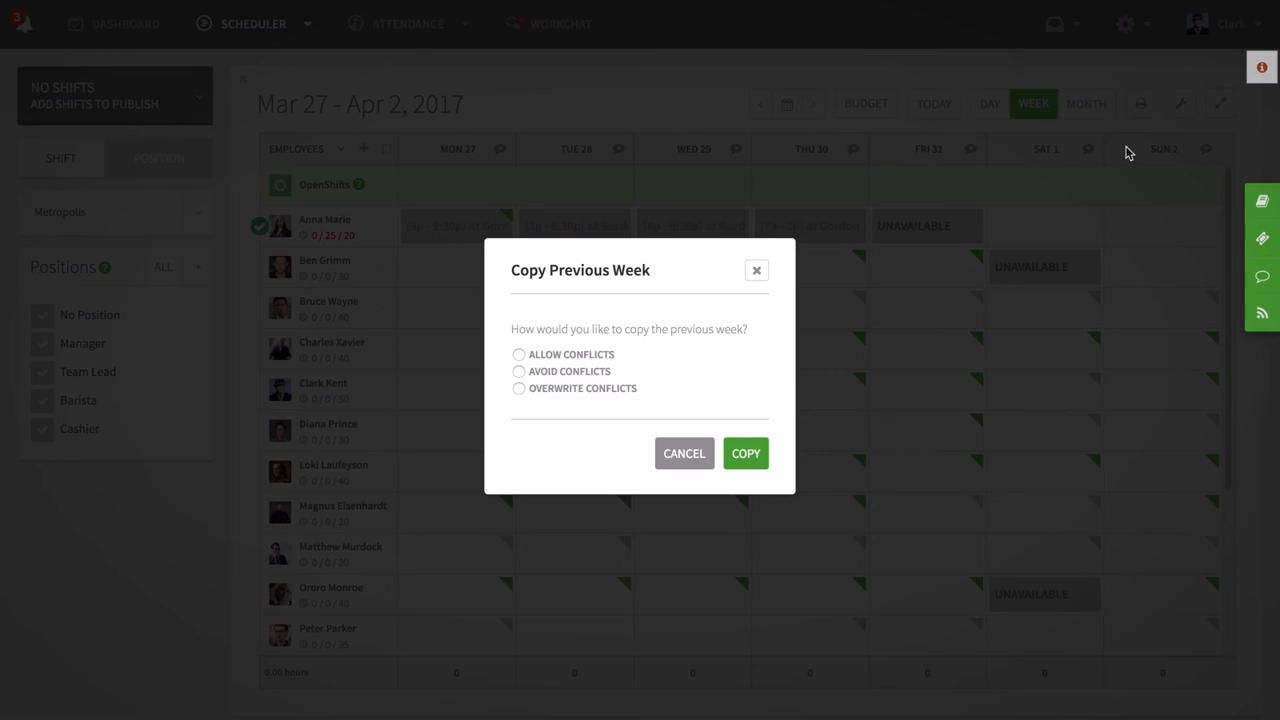 3
DASHBOARD
SCHEDULER
ATTENDANCE
WORKCHAT
Clark
NO SHIFTS
ADD SHIFTS TO PUBLISH
SHIFT
POSITION
Metropolis
Positions
ALL
No Position
Manager
Team Lead
Barista
Cashier
Mar 27 - Apr 2, 2017
BUDGET
TODAY
DAY
WEEK
MONTH
EMPLOYEES
MON 27
TUE 28
WED 29
THU 30
FRI 31
SAT 1
SUN 2
OpenShifts
Anna Marie
0 / 25 / 20
UNAVAILABLE
Ben Grimm
0 / 0 / 30
UNAVAILABLE
Bruce Wayne
0 / 0 / 40
Charles Xavier
0 / 0 / 40
Clark Kent
0 / 0 / 50
Diana Prince
0 / 0 / 30
Loki Laufeyson
0 / 0 / 40
Magnus Eisenhardt
0 / 0 / 20
Matthew Murdock
0 / 0 / 20
Ororo Monroe
0 / 0 / 40
UNAVAILABLE
Peter Parker
0 / 0 / 35
0.00 hours
0
0
0
0
0
0
0
Copy Previous Week
How would you like to copy the previous week?
ALLOW CONFLICTS
AVOID CONFLICTS
OVERWRITE CONFLICTS
CANCEL
COPY